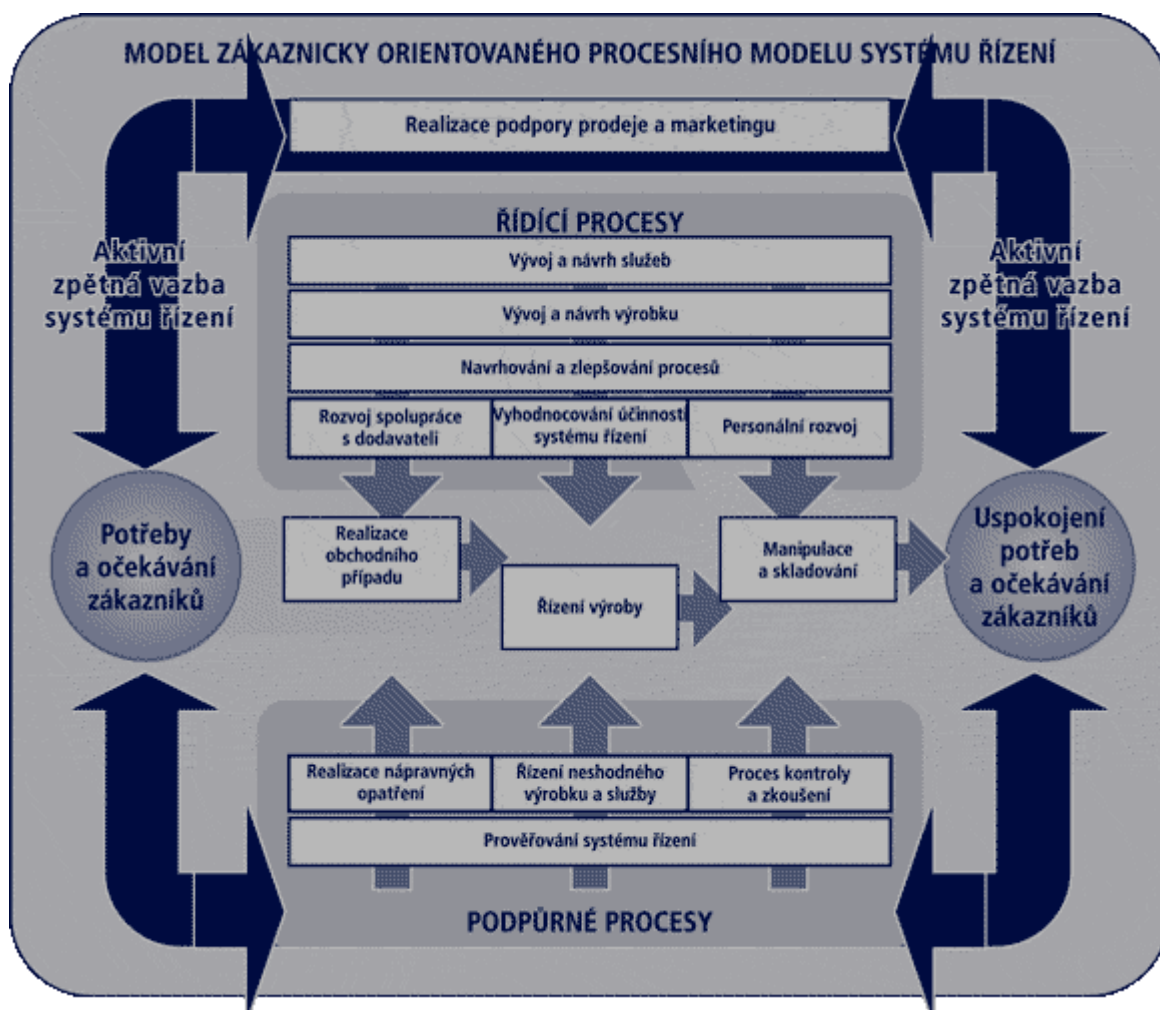 MODEL ZÁKAZNICKY ORIENTOVANÉHO PROCESNÍHO MODELU SYSTÉMU ŘÍZENÍ
Realizace podpory prodeje a marketingu
Aktivní
zpětná vazba
systému řízení
ŘÍDÍCÍ PROCESY
Vývoj a návrh služeb
Vývoj a návrh výrobku
Navrhování a zlepšování procesů
Rozvoj spolupráce
s dodavateli
Vyhodnocování účinnosti
systému řízení
Personální rozvoj
Aktivní
zpětná vazba
systému řízení
Potřeby
a očekávání
zákazníků
Realizace
obchodního
případu
Řízení výroby
Manipulace
a skladování
Uspokojení
potřeb
a očekávání
zákazníků
Realizace nápravných
opatření
Řízení neshodného
výrobku a služby
Proces kontroly
a zkoušení
Prověřování systému řízení
PODPŮRNÉ PROCESY